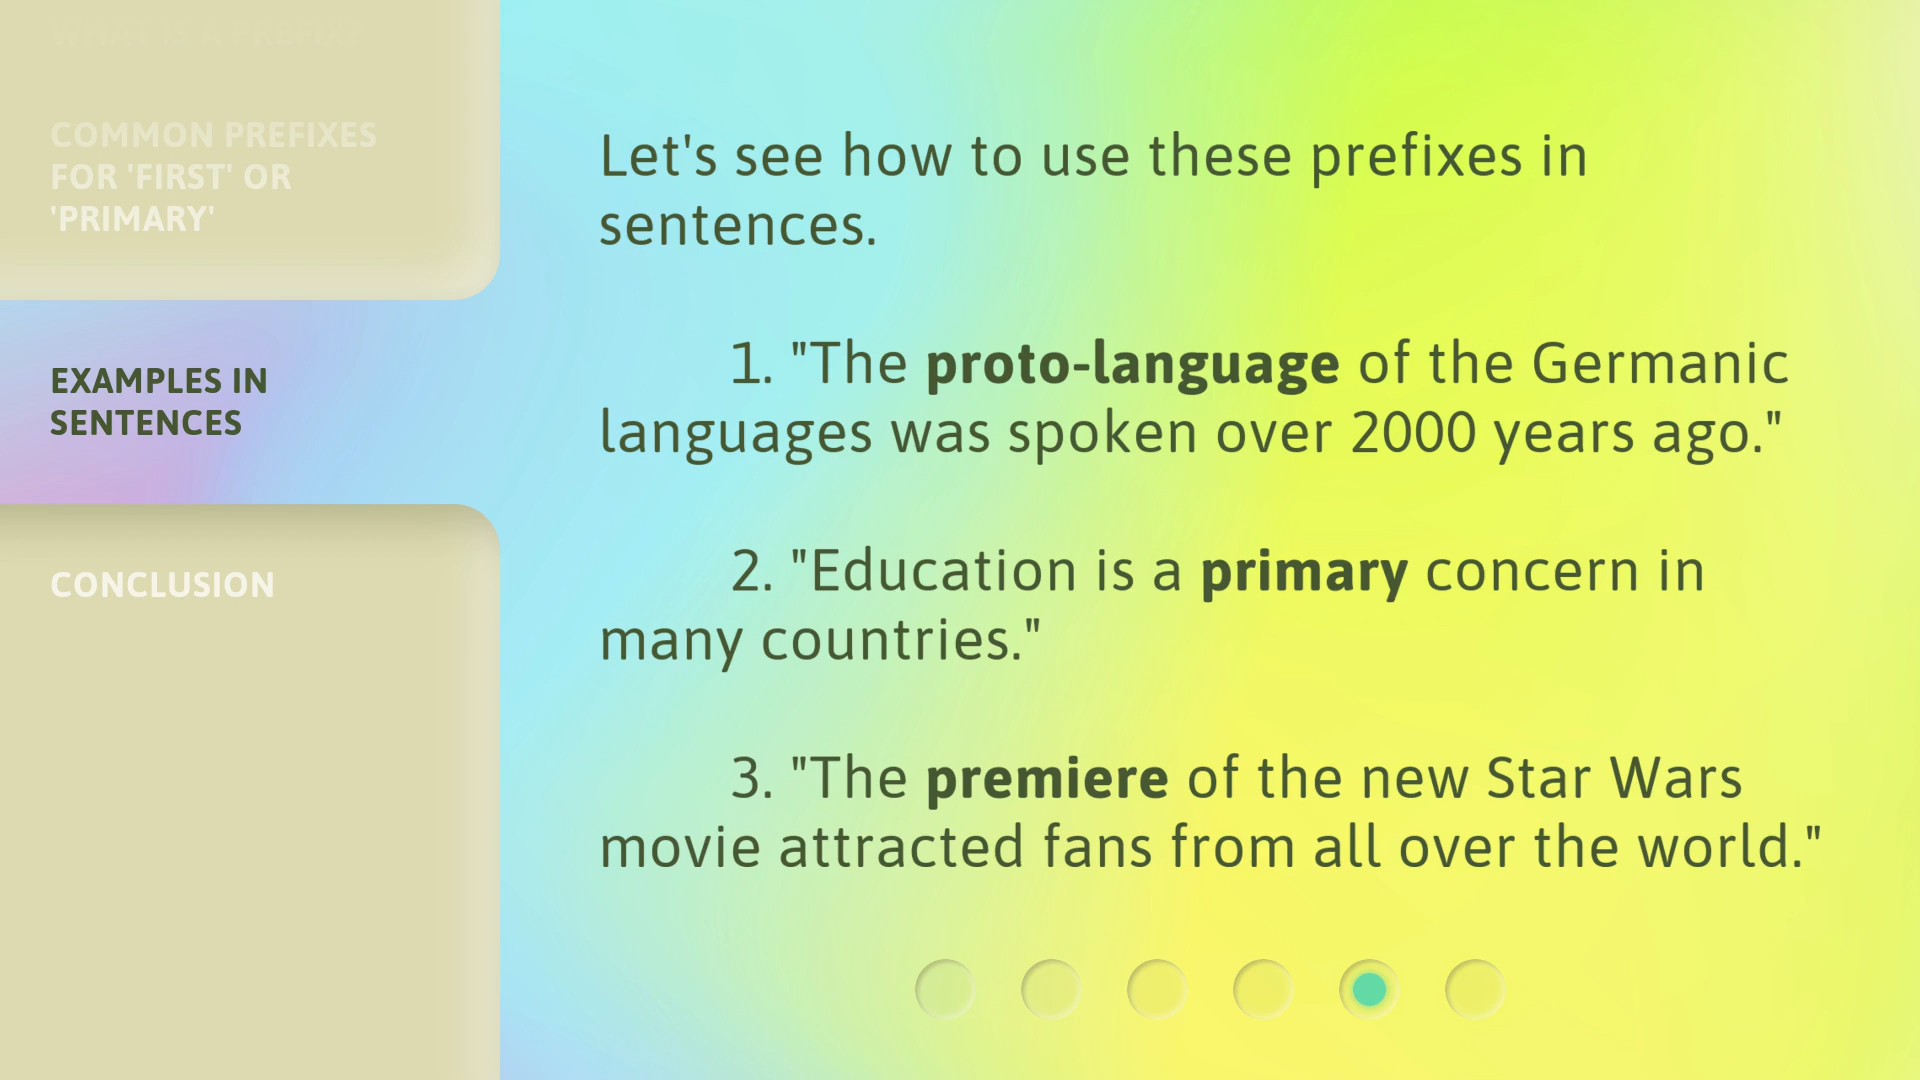 WHAT IS A PREFIX?
COMMON PREFIXES
FOR 'FIRST' OR
'PRIMARY'
EXAMPLES IN
SENTENCES
CONCLUSION
Let's see how to use these prefixes in
sentences.
1. "The proto-language of the Germanic
languages was spoken over 2000 years ago."
2. "Education is a primary concern in
many countries."
3. "The premiere of the new Star Wars
movie attracted fans from all over the world."